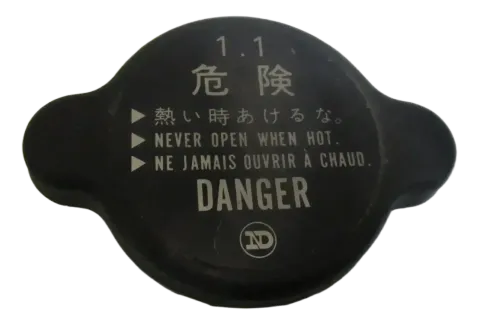 1.1
危険
▶ 熱い時あけるな。
▶ NEVER OPEN WHEN HOT.
▶ NE JAMAIS OUVRIR À CHAUD.
DANGER
ND